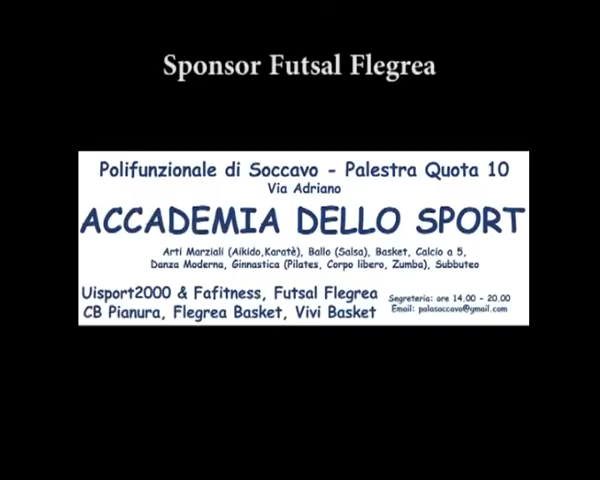 Sponsor Futsal Flegrea
Polifunzionale di Soccavo - Palestra Quota 10
Via Adriano
ACCADEMIA DELLO SPORT
Arti Marziali (Aikido,Karatè), Ballo (Salsa), Basket, Calcio a 5,
Danza Moderna, Ginnastica (Pilates, Corpo libero, Zumba), Subbuteo
Uisport2000 & Fafitness, Futsal Flegrea
CB Pianura, Flegrea Basket, Vivi Basket
Segreteria: ore 14.00 - 20.00
Email: palasoccavo@gmail.com